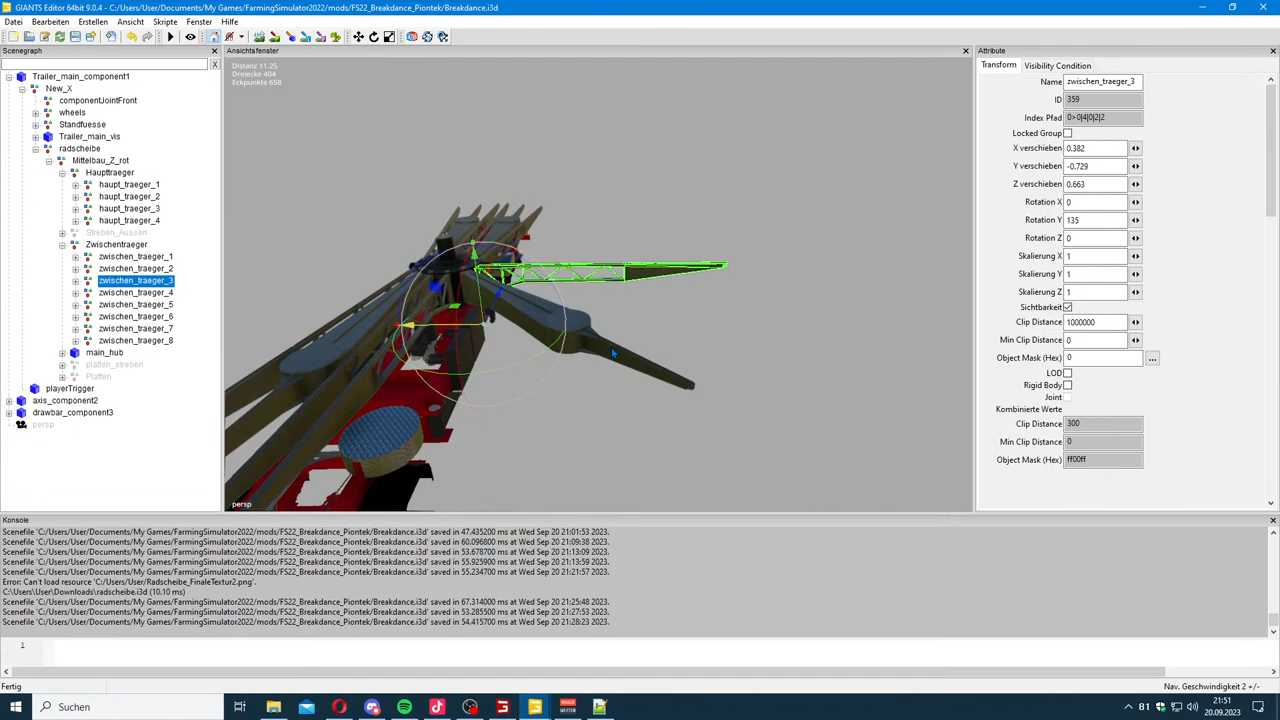 GIANTS Editor 64bit 9.0.4 - C:/Users/User/Documents/My Games/FarmingSimulator2022/mods/FS22_Breakdance_Piontek/Breakdance.i3d
Datei Bearbeiten Erstellen Ansicht Skripte Fenster Hilfe
Scenegraph
X
Trailer_main_component1
New_X
componentJointFront
wheels
Standfuesse
Trailer_main_vis
radscheibe
Mittelbau_Z_rot
Haupttraeger
haupt_traeger_1
haupt_traeger_2
haupt_traeger_3
haupt_traeger_4
Streben_Aussen
Zwischentraeger
zwischen_traeger_1
zwischen_traeger_2
zwischen_traeger_3
zwischen_traeger_4
zwischen_traeger_5
zwischen_traeger_6
zwischen_traeger_7
zwischen_traeger_8
main_hub
platten_streben
Platten
playerTrigger
axis_component2
drawbar_component3
persp
Ansichtsfenster
Distanz 11,25
Dreiecke 404
Eckpunkte 658
persp
Attribute
Transform Visibility Condition
Name zwischen_traeger_3
ID 359
Index Pfad 0>0|4|0|2|2
Locked Group
X verschieben 0.382
Y verschieben -0.729
Z verschieben 0.663
Rotation X 0
Rotation Y 135
Rotation Z 0
Skalierung X 1
Skalierung Y 1
Skalierung Z 1
Sichtbarkeit
Clip Distance 1000000
Min Clip Distance 0
Object Mask (Hex) 0 ...
LOD
Rigid Body
Joint
Kombinierte Werte
Clip Distance 300
Min Clip Distance 0
Object Mask (Hex) ff00ff
Konsole
Scenefile 'C:/Users/User/Documents/My Games/FarmingSimulator2022/mods/FS22_Breakdance_Piontek/Breakdance.i3d' saved in 47.435200 ms at Wed Sep 20 21:01:53 2023.
Scenefile 'C:/Users/User/Documents/My Games/FarmingSimulator2022/mods/FS22_Breakdance_Piontek/Breakdance.i3d' saved in 60.096800 ms at Wed Sep 20 21:09:38 2023.
Scenefile 'C:/Users/User/Documents/My Games/FarmingSimulator2022/mods/FS22_Breakdance_Piontek/Breakdance.i3d' saved in 53.678700 ms at Wed Sep 20 21:13:09 2023.
Scenefile 'C:/Users/User/Documents/My Games/FarmingSimulator2022/mods/FS22_Breakdance_Piontek/Breakdance.i3d' saved in 55.925900 ms at Wed Sep 20 21:13:59 2023.
Scenefile 'C:/Users/User/Documents/My Games/FarmingSimulator2022/mods/FS22_Breakdance_Piontek/Breakdance.i3d' saved in 55.234700 ms at Wed Sep 20 21:21:57 2023.
Error: Can't load resource 'C:/Users/User/Radscheibe_FinaleTextur2.png'.
C:\Users\User\Downloads\radscheibe.i3d (10.10 ms)
Scenefile 'C:/Users/User/Documents/My Games/FarmingSimulator2022/mods/FS22_Breakdance_Piontek/Breakdance.i3d' saved in 67.314000 ms at Wed Sep 20 21:25:48 2023.
Scenefile 'C:/Users/User/Documents/My Games/FarmingSimulator2022/mods/FS22_Breakdance_Piontek/Breakdance.i3d' saved in 53.285500 ms at Wed Sep 20 21:27:53 2023.
Scenefile 'C:/Users/User/Documents/My Games/FarmingSimulator2022/mods/FS22_Breakdance_Piontek/Breakdance.i3d' saved in 54.415700 ms at Wed Sep 20 21:28:23 2023.
1
Fertig
Nav. Geschwindigkeit 2 +/-
Suchen
81
21:51
20.09.2023